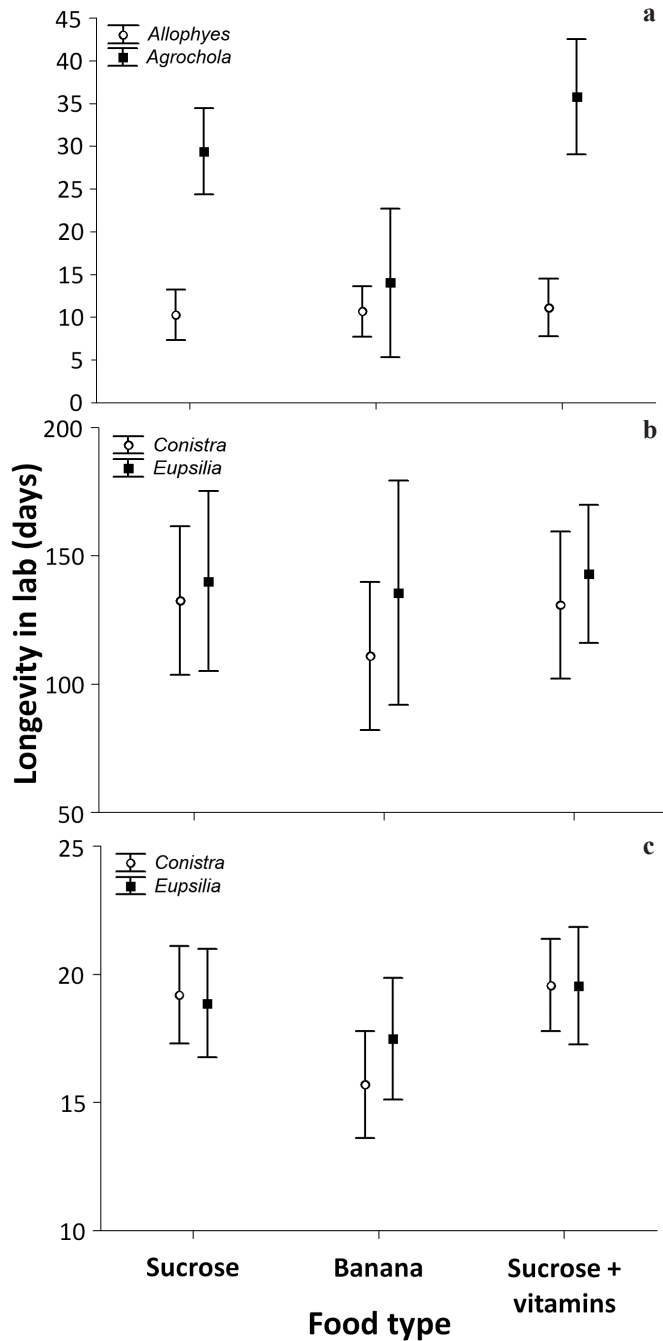 a
Allophyes
Agrochola
45
40
35
30
25
20
15
10
5
0
b
Conistra
Eupsilia
200
150
100
50
Longevity in lab (days)
c
Conistra
Eupsilia
25
20
15
10
Sucrose Banana Sucrose +
vitamins
Food type